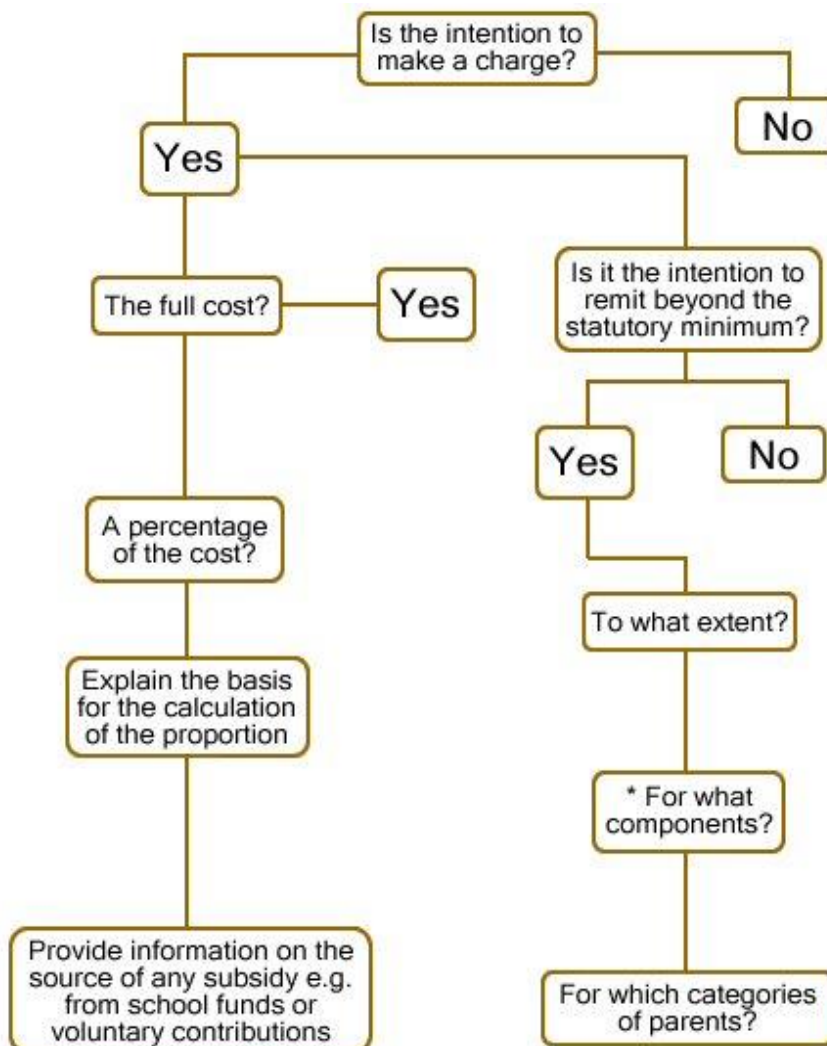 Is the intention to
make a charge?
No
Yes
The full cost?
Yes
Is it the intention to
remit beyond the
statutory minimum?
Yes
No
A percentage
of the cost?
To what extent?
Explain the basis
for the calculation
of the proportion
* For what
components?
Provide information on the
source of any subsidy e.g.
from school funds or
voluntary contributions
For which categories
of parents?